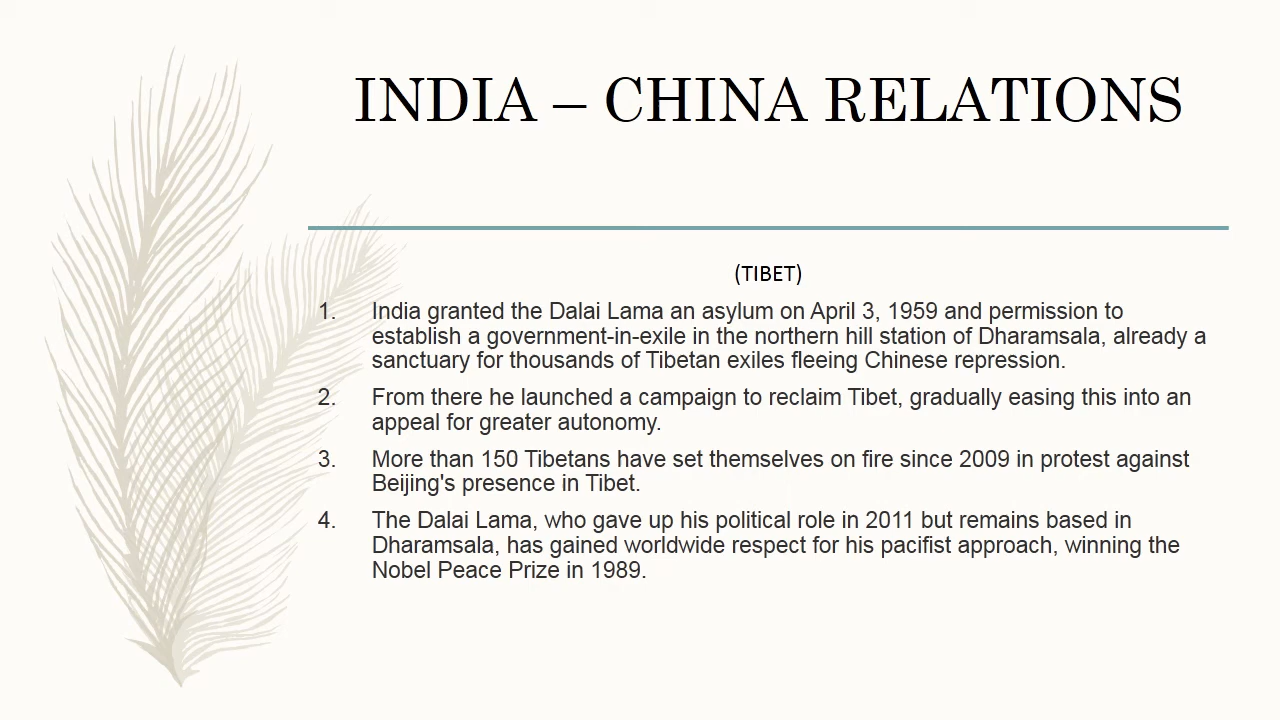 INDIA – CHINA RELATIONS
(TIBET)
1. India granted the Dalai Lama an asylum on April 3, 1959 and permission to
establish a government-in-exile in the northern hill station of Dharamsala, already a
sanctuary for thousands of Tibetan exiles fleeing Chinese repression.
2. From there he launched a campaign to reclaim Tibet, gradually easing this into an
appeal for greater autonomy.
3. More than 150 Tibetans have set themselves on fire since 2009 in protest against
Beijing's presence in Tibet.
4. The Dalai Lama, who gave up his political role in 2011 but remains based in
Dharamsala, has gained worldwide respect for his pacifist approach, winning the
Nobel Peace Prize in 1989.